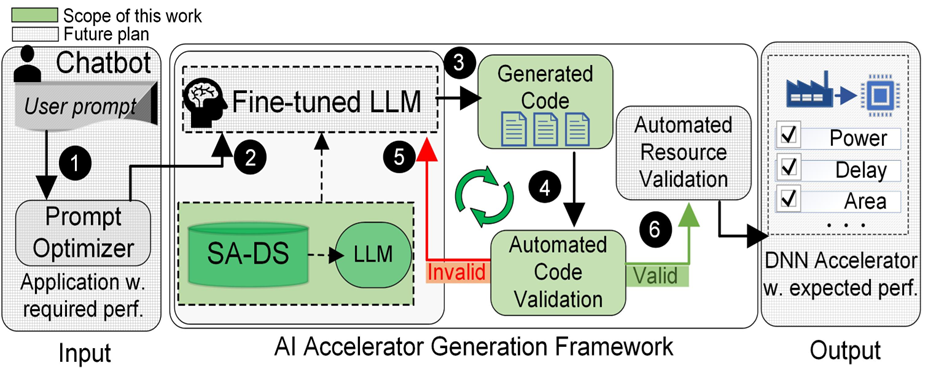 Scope of this work
Future plan
Chatbot
User prompt
1
Prompt
Optimizer
Application w.
required perf.
Input
2
Fine-tuned LLM
SA-DS
LLM
3
Generated
Code
4
5
Invalid
Automated
Code
Validation
Valid
6
Automated
Resource
Validation
AI Accelerator Generation Framework
Power
Delay
Area
. . .
DNN Accelerator
w. expected perf.
Output